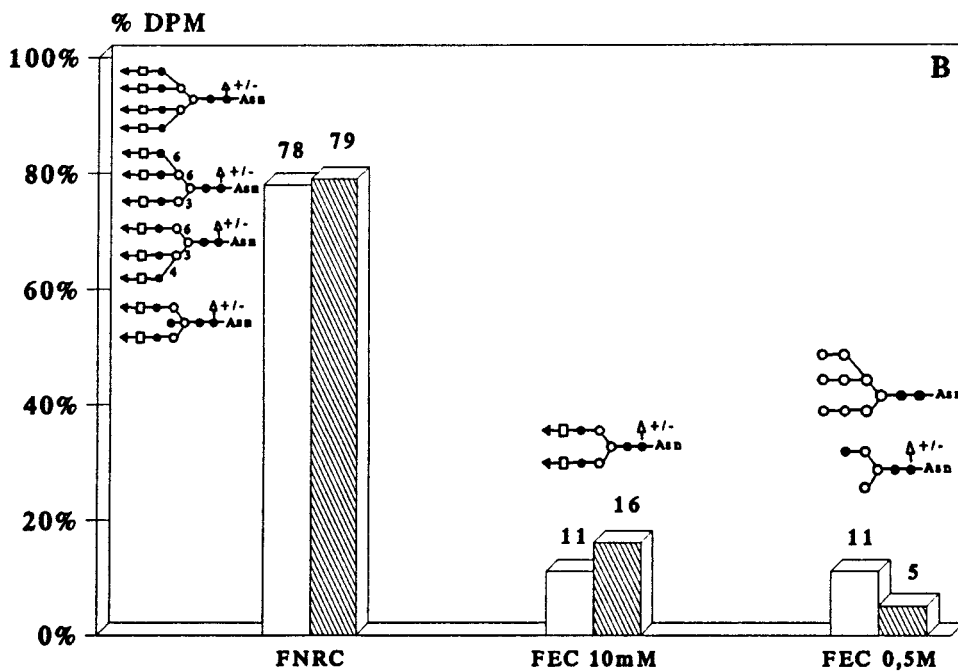 % DPM
100%
B
+/-
Asn
78
79
80%
6
+/-
6
Asn
3
6
+/-
3
Asn
4
60%
+/-
Asn
40%
Asn
+/-
Asn
+/-
Asn
20%
11
16
11
5
0%
FNRC
FEC 10mM
FEC 0,5M